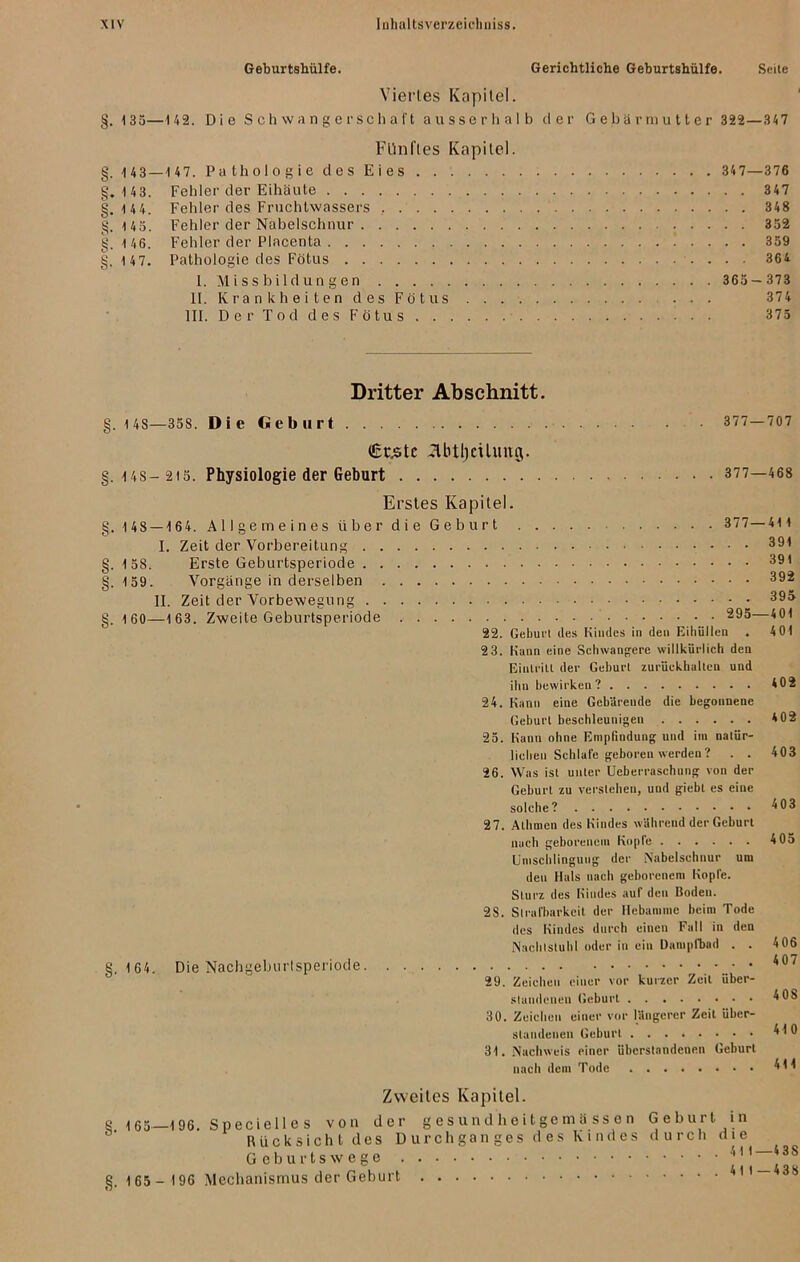 XIV Inhaltsverzeichniss.
Geburtshülfe. Gerichtliche Geburtshülfe. Seite
Viertes Kapitel.
§. 135—142. Die Schwangerschaft ausserhalb der Gebärmutter 322—347
Fünftes Kapitel.
§. 143—147. Pathologie des Eies . . . . . . . . 347—376
§. 143. Fehler der Eihäute . . . . . . . . 347
§. 144. Fehler des Fruchtwassers . . . . . . . . 348
§. 145. Fehler der Nabelschnur . . . . . . . . 352
§. 146. Fehler der Placenta . . . . . . . . 359
§. 147. Pathologie des Fötus . . . . . . . . 364
I. Missbildungen . . . . . . . . 365—373
II. Krankheiten des Fötus . . . . . . . . 374
III. Der Tod des Fötus . . . . . . . . 375
Dritter Abschnitt.
§. 148—358. Die Geburt . . . . . . . . 377—707
Erste Abtheilung.
§. 148-215. Physiologie der Geburt . . . . . . . . 377—468
Erstes Kapitel.
§. 148—164. Allgemeines über die Geburt . . . . . . . . 377—411
I. Zeit der Vorbereitung . . . . . . . . 391
§. 158. Erste Geburtsperiode . . . . . . . . 391
§. 159. Vorgänge in derselben . . . . . . . . 392
II. Zeit der Vorbewegung . . . . . . . . 395
§. 160—163. Zweite Geburtsperiode . . . . . . . . 295—401
22. Geburt des Kindes in den Eihüllen . 401
23. Kann eine Schwangere willkürlich den
Eintritt der Geburt zurückhalten und
ihn bewirken? . . . . . . . . 402
24. Kann eine Gebärende die begonnene
Geburt beschleunigen . . . . . . 402
25. Kann ohne Empfindung und im natür-
lichen Schlafe geboren werden? . . 403
26. Was ist unter Ueberraschung von der
Geburt zu verstehen, und giebt es eine
solche? . . . . . . . . 403
27. Athmen des Kindes während der Geburt
nach geborenem Kopfe . . . . . . 405
Umschlingung der Nabelschnur um
den Hals nach geborenem Kopfe.
Sturz des Kindes auf den Boden.
28. Strafbarkeit der Hebamme beim Tode
des Kindes durch einen Fall in den
Nachtstuhl oder in ein Dampfbad . . 406
§. 164. Die Nachgeburtsperiode . . . . . . . . 407
29. Zeichen einer vor kurzer Zeit über-
standenen Geburt . . . . . . . . 408
30. Zeichen einer vor längerer Zeit über-
standenen Geburt . . . . . . . . 410
31. Nachweis einer überstandenen Geburt
nach dem Tode . . . . . . . . 411
Zweites Kapitel.
§. 165—196. Specielles von der gesundheitgemässen Geburt in
Rücksicht des Durchganges des Kindes durch die
Geburtswege . . . . . . . . 411—438
§. 165-196 Mechanismus der Geburt . . . . . . . . 411—438